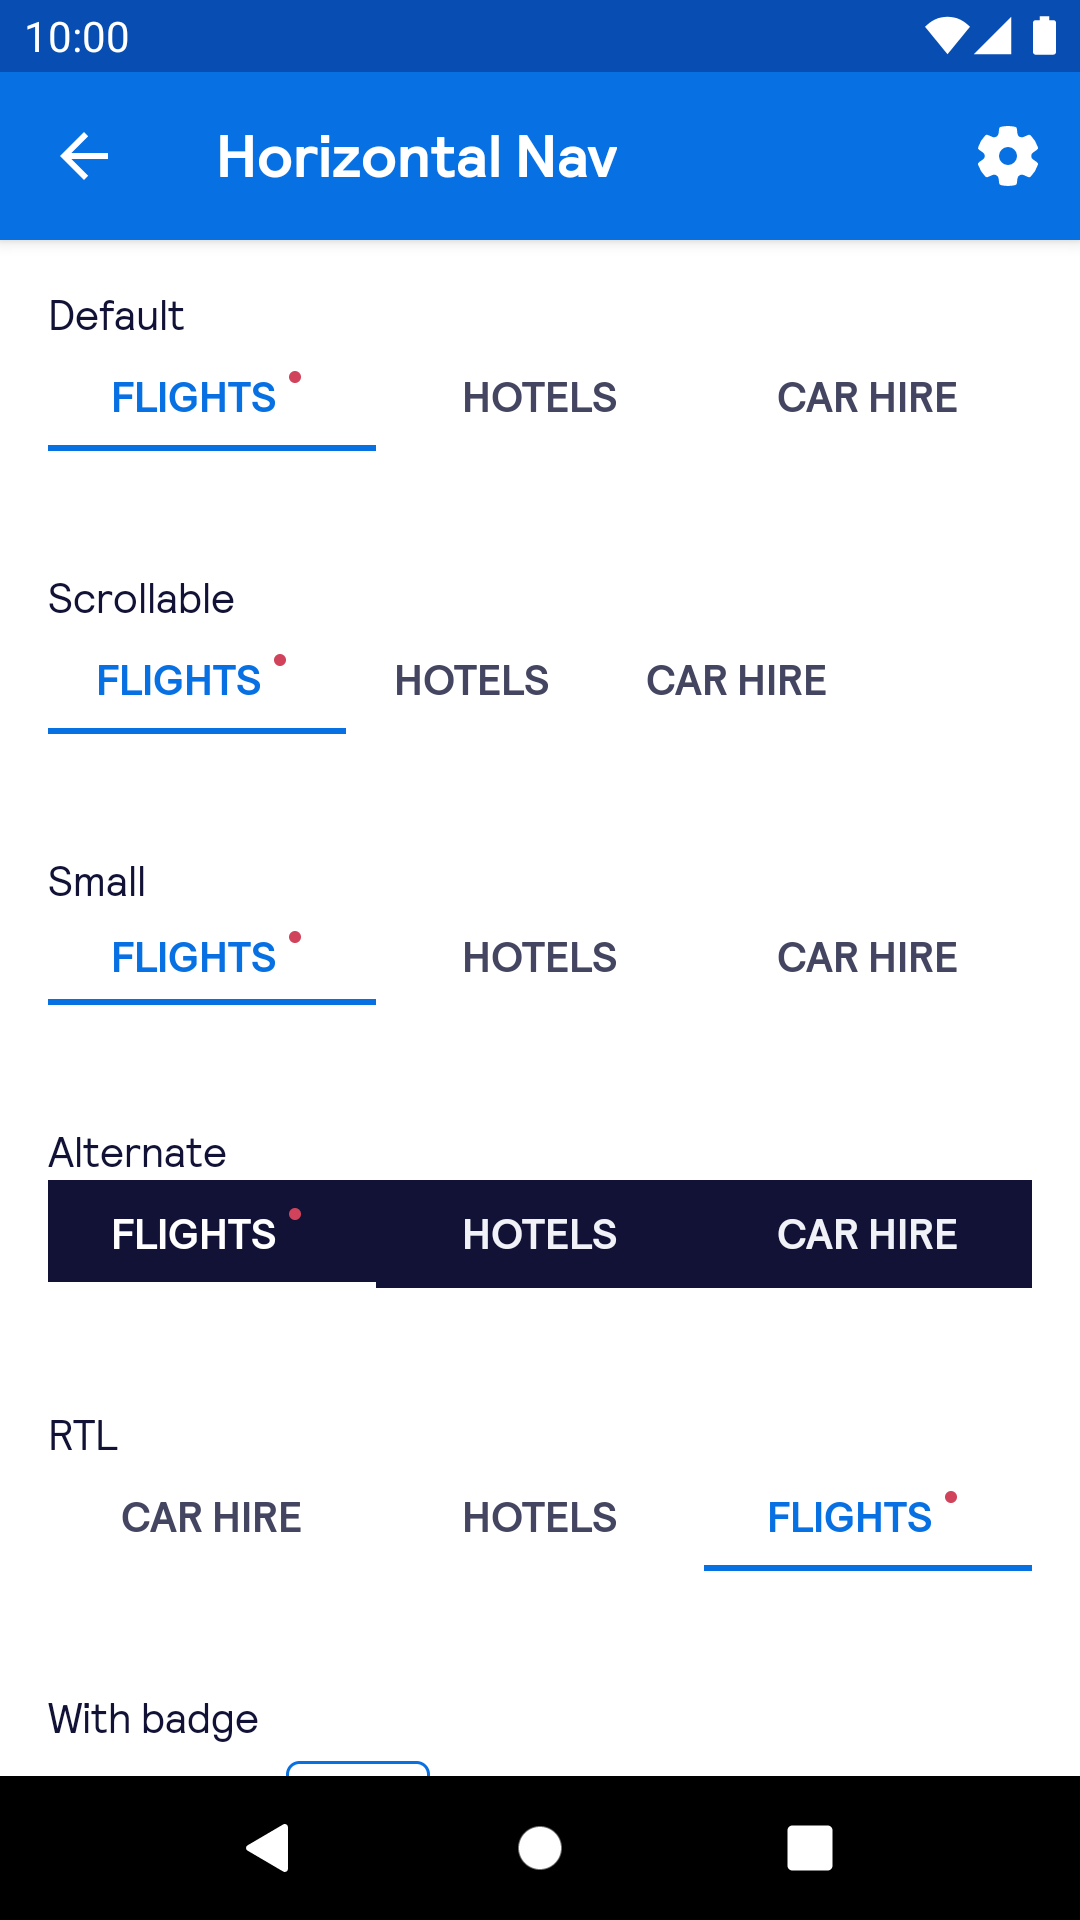 10:00
Horizontal Nav
Default
FLIGHTS HOTELS CAR HIRE
Scrollable
FLIGHTS HOTELS CAR HIRE
Small
FLIGHTS HOTELS CAR HIRE
Alternate
FLIGHTS HOTELS CAR HIRE
RTL
CAR HIRE HOTELS FLIGHTS
With badge